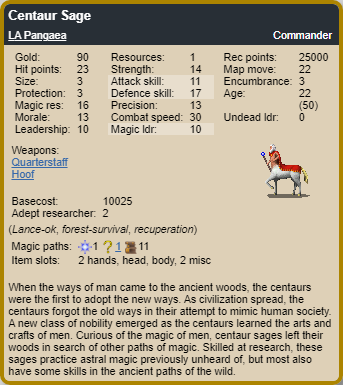 Centaur Sage
LA Pangaea Commander
Gold: 90 Resources: 1 Rec points: 25000
Hit points: 23 Strength: 14 Map move: 22
Size: 3 Attack skill: 11 Encumbrance: 3
Protection: 3 Defence skill: 17 Age: 22
Magic res: 16 Precision: 13 (50)
Morale: 13 Combat speed: 30 Undead ldr: 0
Leadership: 10 Magic ldr: 10
Weapons:
Quarterstaff
Hoof
Basecost: 10025
Adept researcher: 2
(Lance-ok, forest-survival, recuperation)
Magic paths: 1 ? 1 11
Item slots: 2 hands, head, body, 2 misc
When the ways of man came to the ancient woods, the centaurs
were the first to adopt the new ways. As civilization spread, the
centaurs forgot the old ways in their attempt to mimic human society.
A new class of nobility emerged as the centaurs learned the arts and
crafts of men. Curious of the magic of men, centaur sages left their
woods in search of other paths of magic. Skilled at research, these
sages practice astral magic previously unheard of, but most also
have some skills in the ancient paths of the wild.